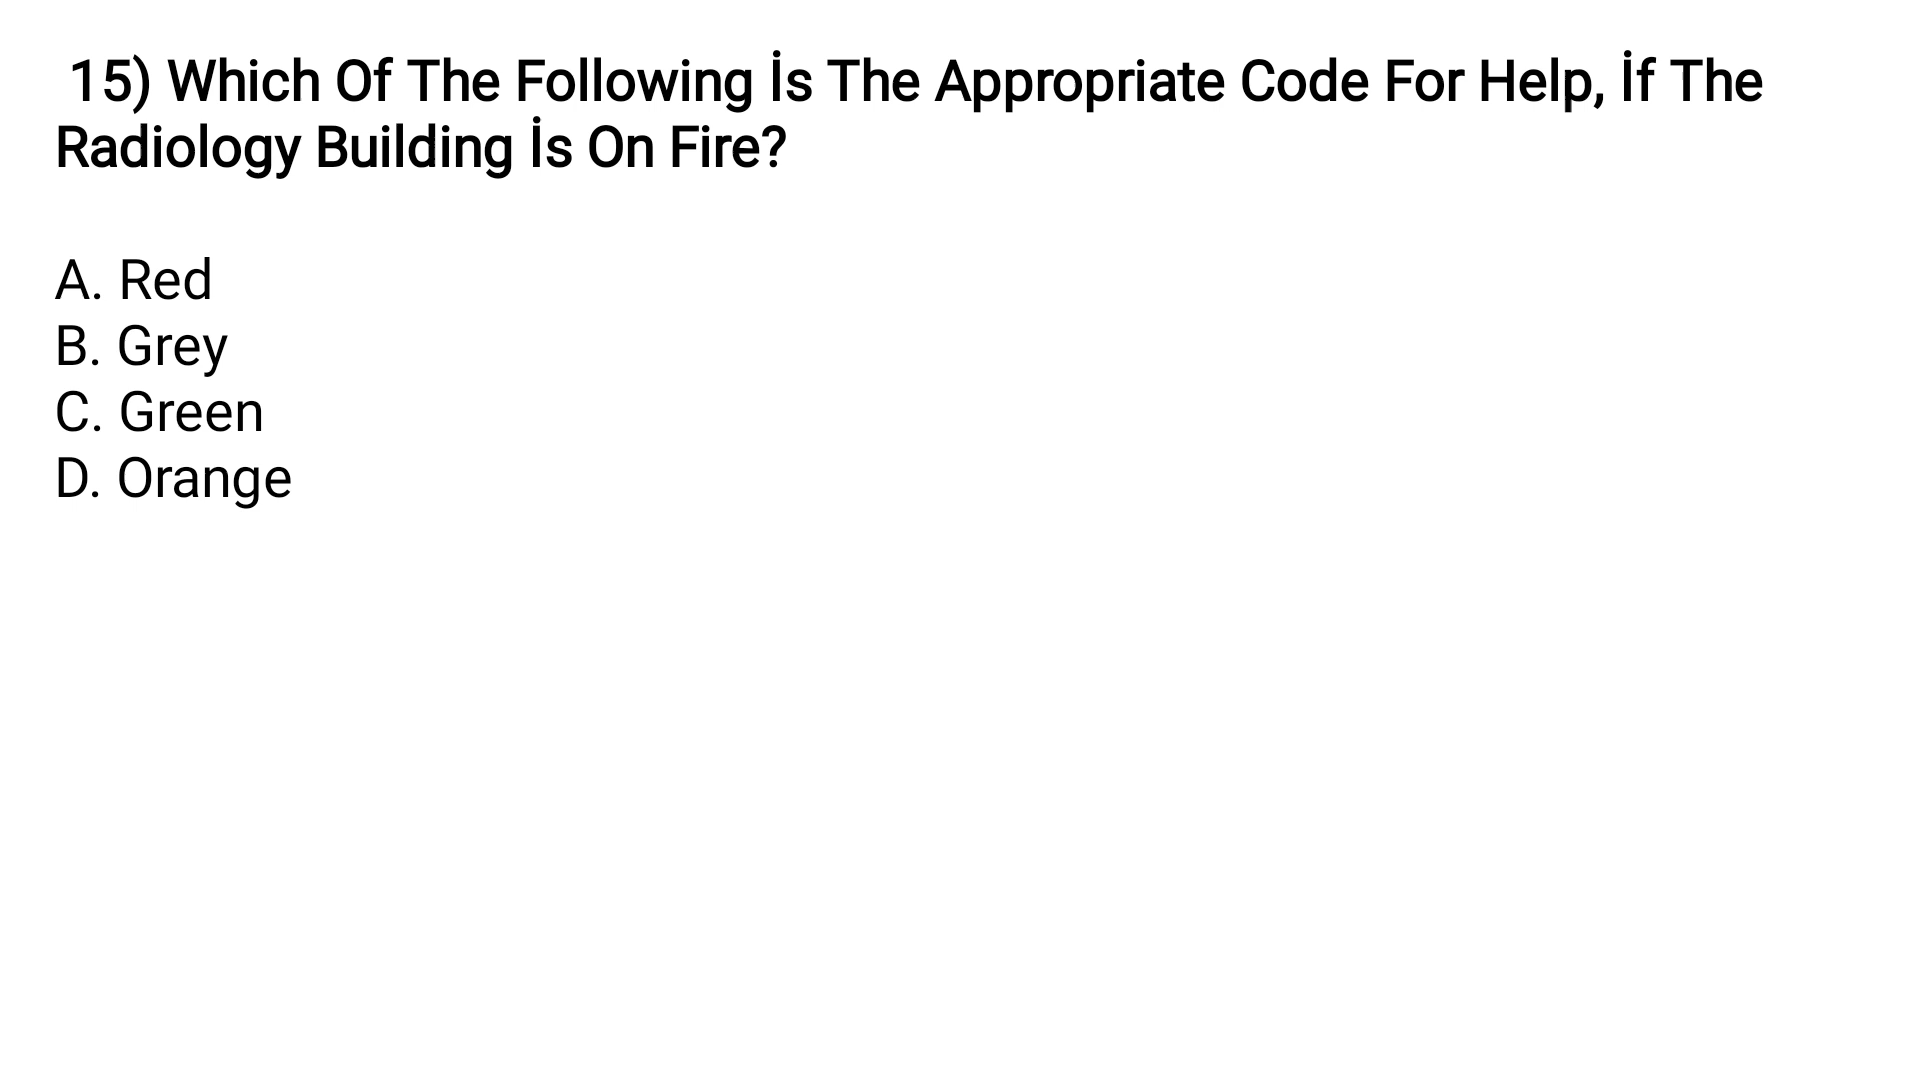 15) Which Of The Following İs The Appropriate Code For Help, İf The
Radiology Building İs On Fire?
A. Red
B. Grey
C. Green
D. Orange